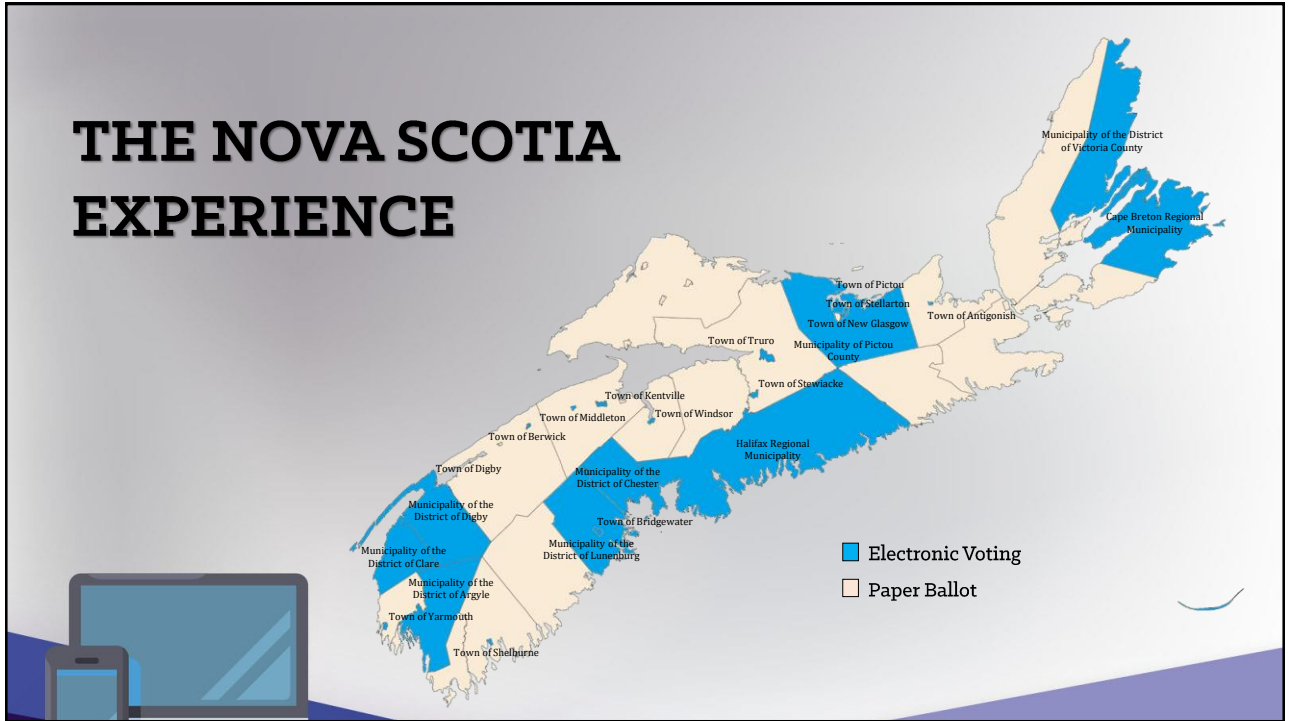 THE NOVA SCOTIA
EXPERIENCE
Municipality of the District
of Victoria County
Cape Breton Regional
Municipality
Town of Pictou
Town of Stellarton
Town of Antigonish
Town of New Glasgow
Town of Truro
Municipality of Pictou
County
Town of Stewiacke
Town of Kentville
Town of Windsor
Town of Middleton
Town of Berwick
Halifax Regional
Municipality
Town of Digby
Municipality of the
District of Chester
Municipality of the
District of Digby
Town of Bridgewater
Municipality of the
District of Lunenburg
Municipality of the
District of Clare
Municipality of the
District of Argyle
Town of Yarmouth
Town of Shelburne
Electronic Voting
Paper Ballot